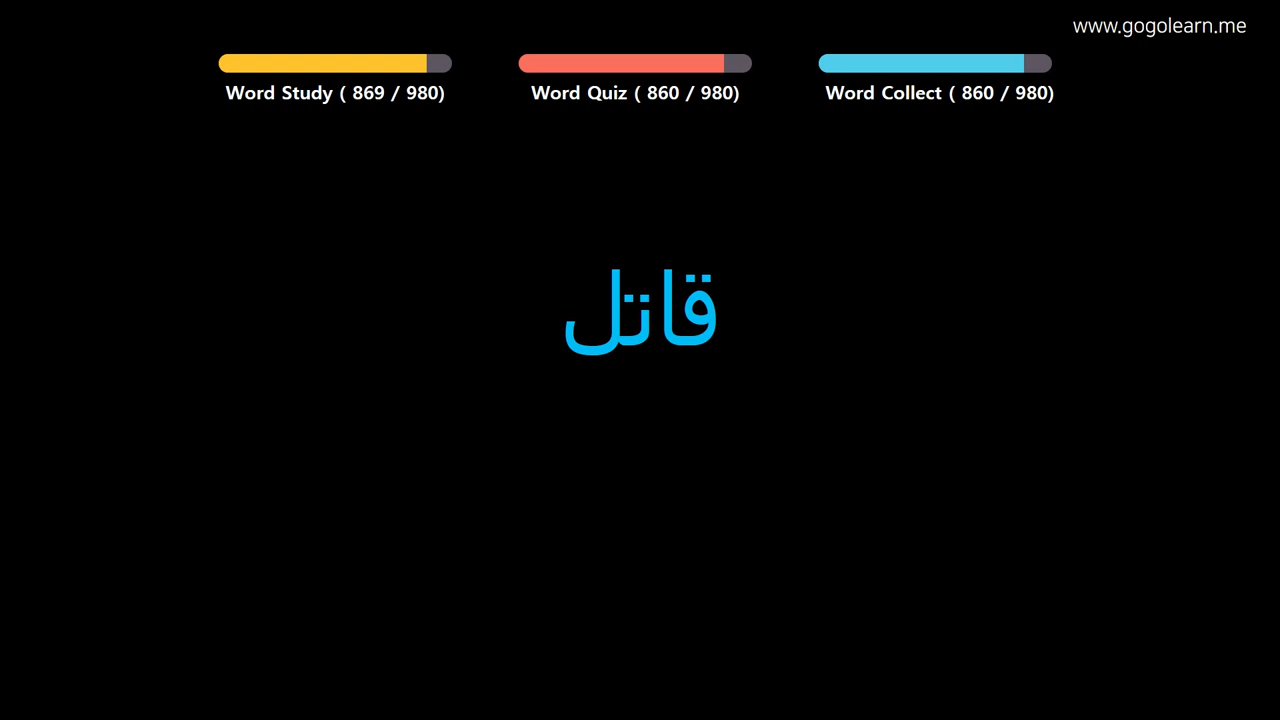 www.gogolearn.me
Word Study ( 869 / 980)
Word Quiz ( 860 / 980)
Word Collect ( 860 / 980)
قاتل